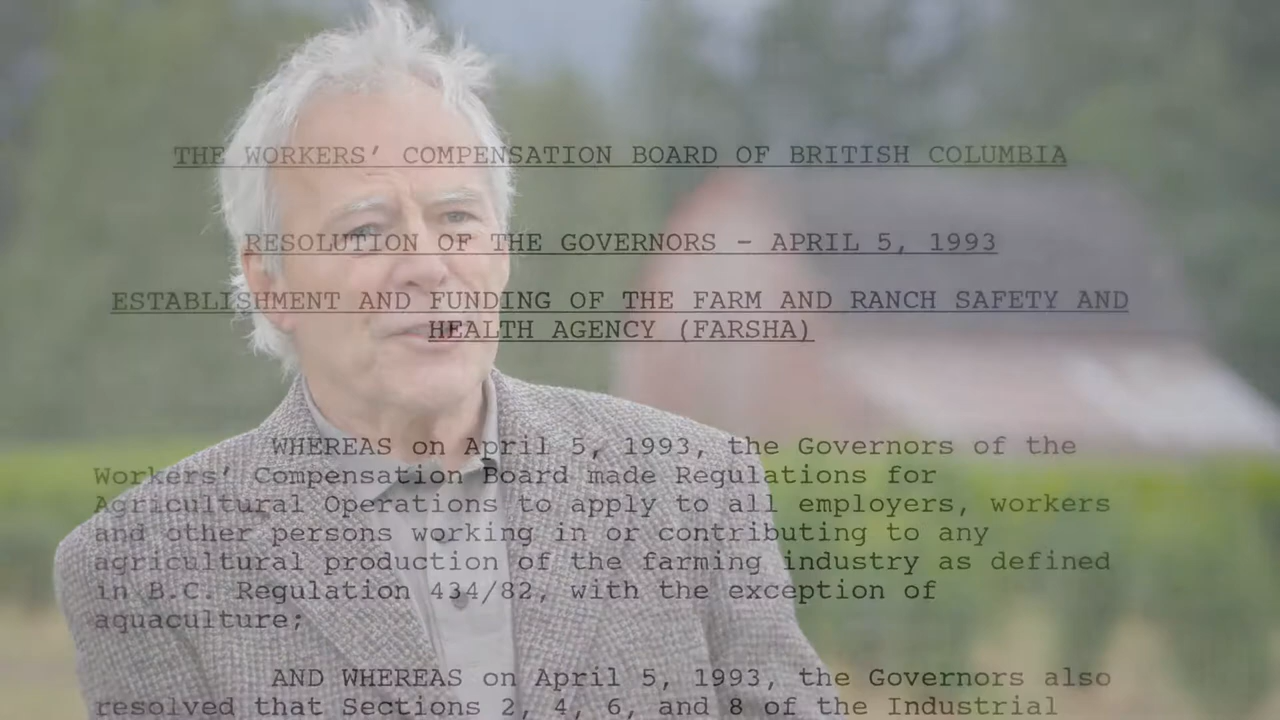 THE WORKERS' COMPENSATION BOARD OF BRITISH COLUMBIA
RESOLUTION OF THE GOVERNORS - APRIL 5, 1993
ESTABLISHMENT AND FUNDING OF THE FARM AND RANCH SAFETY AND
HEALTH AGENCY (FARSHA)
WHEREAS on April 5, 1993, the Governors of the
Workers' Compensation Board made Regulations for
Agricultural Operations to apply to all employers, workers
and other persons working in or contributing to any
agricultural production of the farming industry as defined
in B.C. Regulation 434/82, with the exception of
aquaculture;
AND WHEREAS on April 5, 1993, the Governors also
resolved that Sections 2, 4, 6, and 8 of the Industrial